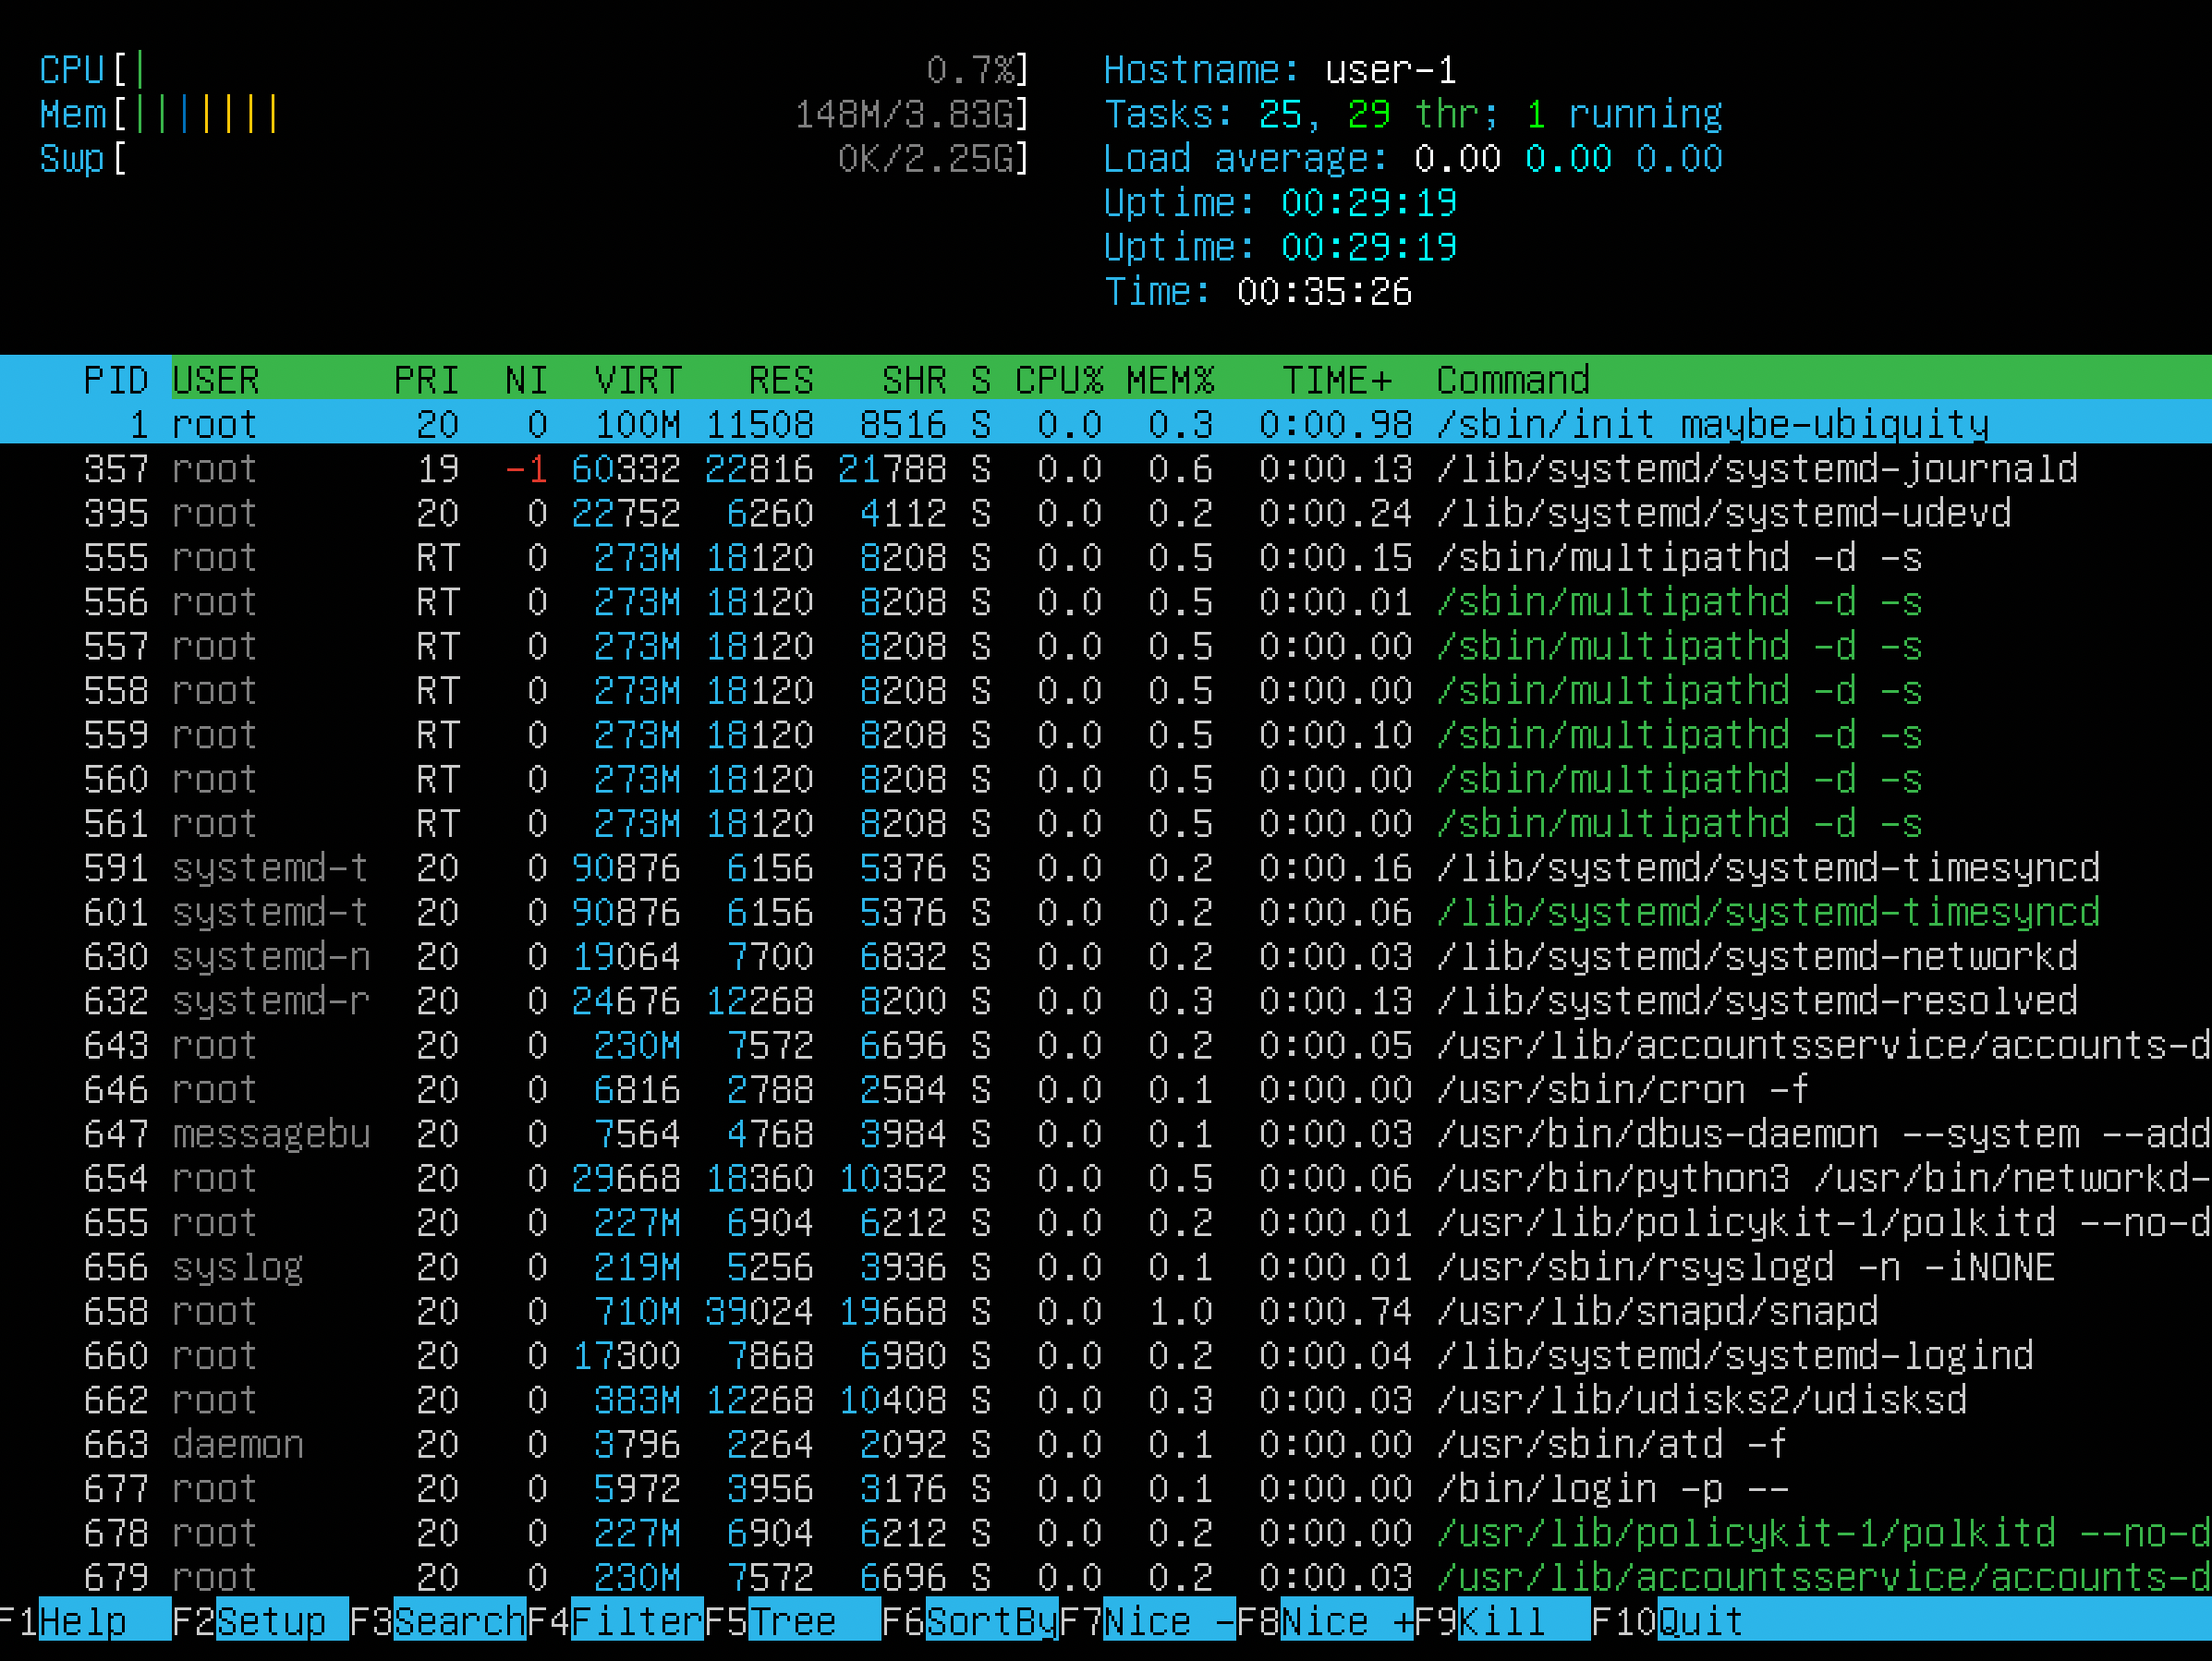 CPU[| 0.7%] Hostname: user-1
Mem[||||||| 148M/3.83G] Tasks: 25, 29 thr; 1 running
Swp[ 0K/2.25G] Load average: 0.00 0.00 0.00
Uptime: 00:29:19
Uptime: 00:29:19
Time: 00:35:26
PID USER PRI NI VIRT RES SHR S CPU% MEM% TIME+ Command
1 root 20 0 100M 11508 8516 S 0.0 0.3 0:00.98 /sbin/init maybe-ubiquity
357 root 19 -1 60332 22816 21788 S 0.0 0.6 0:00.13 /lib/systemd/systemd-journald
395 root 20 0 22752 6260 4112 S 0.0 0.2 0:00.24 /lib/systemd/systemd-udevd
555 root RT 0 273M 18120 8208 S 0.0 0.5 0:00.15 /sbin/multipathd -d -s
556 root RT 0 273M 18120 8208 S 0.0 0.5 0:00.01 /sbin/multipathd -d -s
557 root RT 0 273M 18120 8208 S 0.0 0.5 0:00.00 /sbin/multipathd -d -s
558 root RT 0 273M 18120 8208 S 0.0 0.5 0:00.00 /sbin/multipathd -d -s
559 root RT 0 273M 18120 8208 S 0.0 0.5 0:00.10 /sbin/multipathd -d -s
560 root RT 0 273M 18120 8208 S 0.0 0.5 0:00.00 /sbin/multipathd -d -s
561 root RT 0 273M 18120 8208 S 0.0 0.5 0:00.00 /sbin/multipathd -d -s
591 systemd-t 20 0 90876 6156 5376 S 0.0 0.2 0:00.16 /lib/systemd/systemd-timesyncd
601 systemd-t 20 0 90876 6156 5376 S 0.0 0.2 0:00.06 /lib/systemd/systemd-timesyncd
630 systemd-n 20 0 19064 7700 6832 S 0.0 0.2 0:00.03 /lib/systemd/systemd-networkd
632 systemd-r 20 0 24676 12268 8200 S 0.0 0.3 0:00.13 /lib/systemd/systemd-resolved
643 root 20 0 230M 7572 6696 S 0.0 0.2 0:00.05 /usr/lib/accountsservice/accounts-d
646 root 20 0 6816 2788 2584 S 0.0 0.1 0:00.00 /usr/sbin/cron -f
647 messagebu 20 0 7564 4768 3984 S 0.0 0.1 0:00.03 /usr/bin/dbus-daemon --system --add
654 root 20 0 29668 18360 10352 S 0.0 0.5 0:00.06 /usr/bin/python3 /usr/bin/networkd-
655 root 20 0 227M 6904 6212 S 0.0 0.2 0:00.01 /usr/lib/policykit-1/polkitd --no-d
656 syslog 20 0 219M 5256 3936 S 0.0 0.1 0:00.01 /usr/sbin/rsyslogd -n -iNONE
658 root 20 0 710M 39024 19668 S 0.0 1.0 0:00.74 /usr/lib/snapd/snapd
660 root 20 0 17300 7868 6980 S 0.0 0.2 0:00.04 /lib/systemd/systemd-logind
662 root 20 0 383M 12268 10408 S 0.0 0.3 0:00.03 /usr/lib/udisks2/udisksd
663 daemon 20 0 3796 2264 2092 S 0.0 0.1 0:00.00 /usr/sbin/atd -f
677 root 20 0 5972 3956 3176 S 0.0 0.1 0:00.00 /bin/login -p --
678 root 20 0 227M 6904 6212 S 0.0 0.2 0:00.00 /usr/lib/policykit-1/polkitd --no-d
679 root 20 0 230M 7572 6696 S 0.0 0.2 0:00.03 /usr/lib/accountsservice/accounts-d
F1Help F2Setup F3SearchF4FilterF5Tree F6SortByF7Nice -F8Nice +F9Kill F10Quit